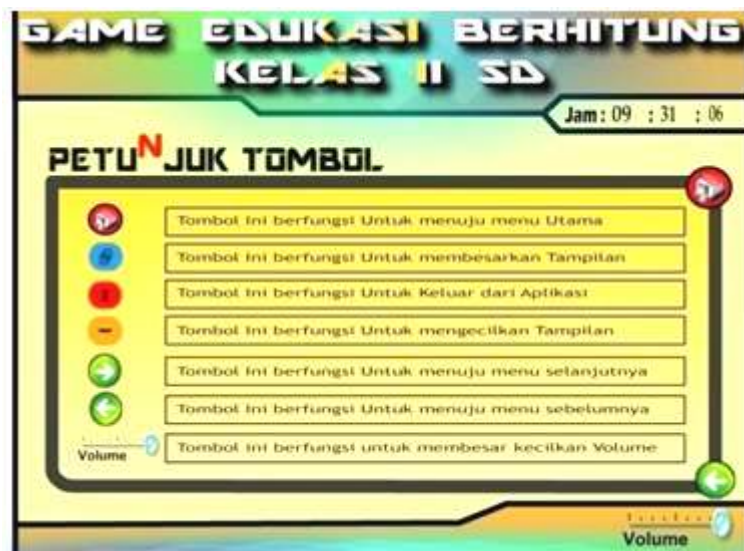 GAME EDUKASI BERHITUNG
KELAS II SD
Jam: 09 : 31 : 06
PETUNJUK TOMBOL
Tombol Ini berfungsi Untuk menuju menu Utama
Tombol Ini berfungsi Untuk membesarkan Tampilan
Tombol Ini berfungsi Untuk Keluar dari Aplikasi
Tombol Ini berfungsi Untuk mengecilkan Tampilan
Tombol Ini berfungsi Untuk menuju menu selanjutnya
Tombol Ini berfungsi Untuk menuju menu sebelumnya
Volume
Tombol Ini berfungsi untuk membesar kecilkan Volume
Volume